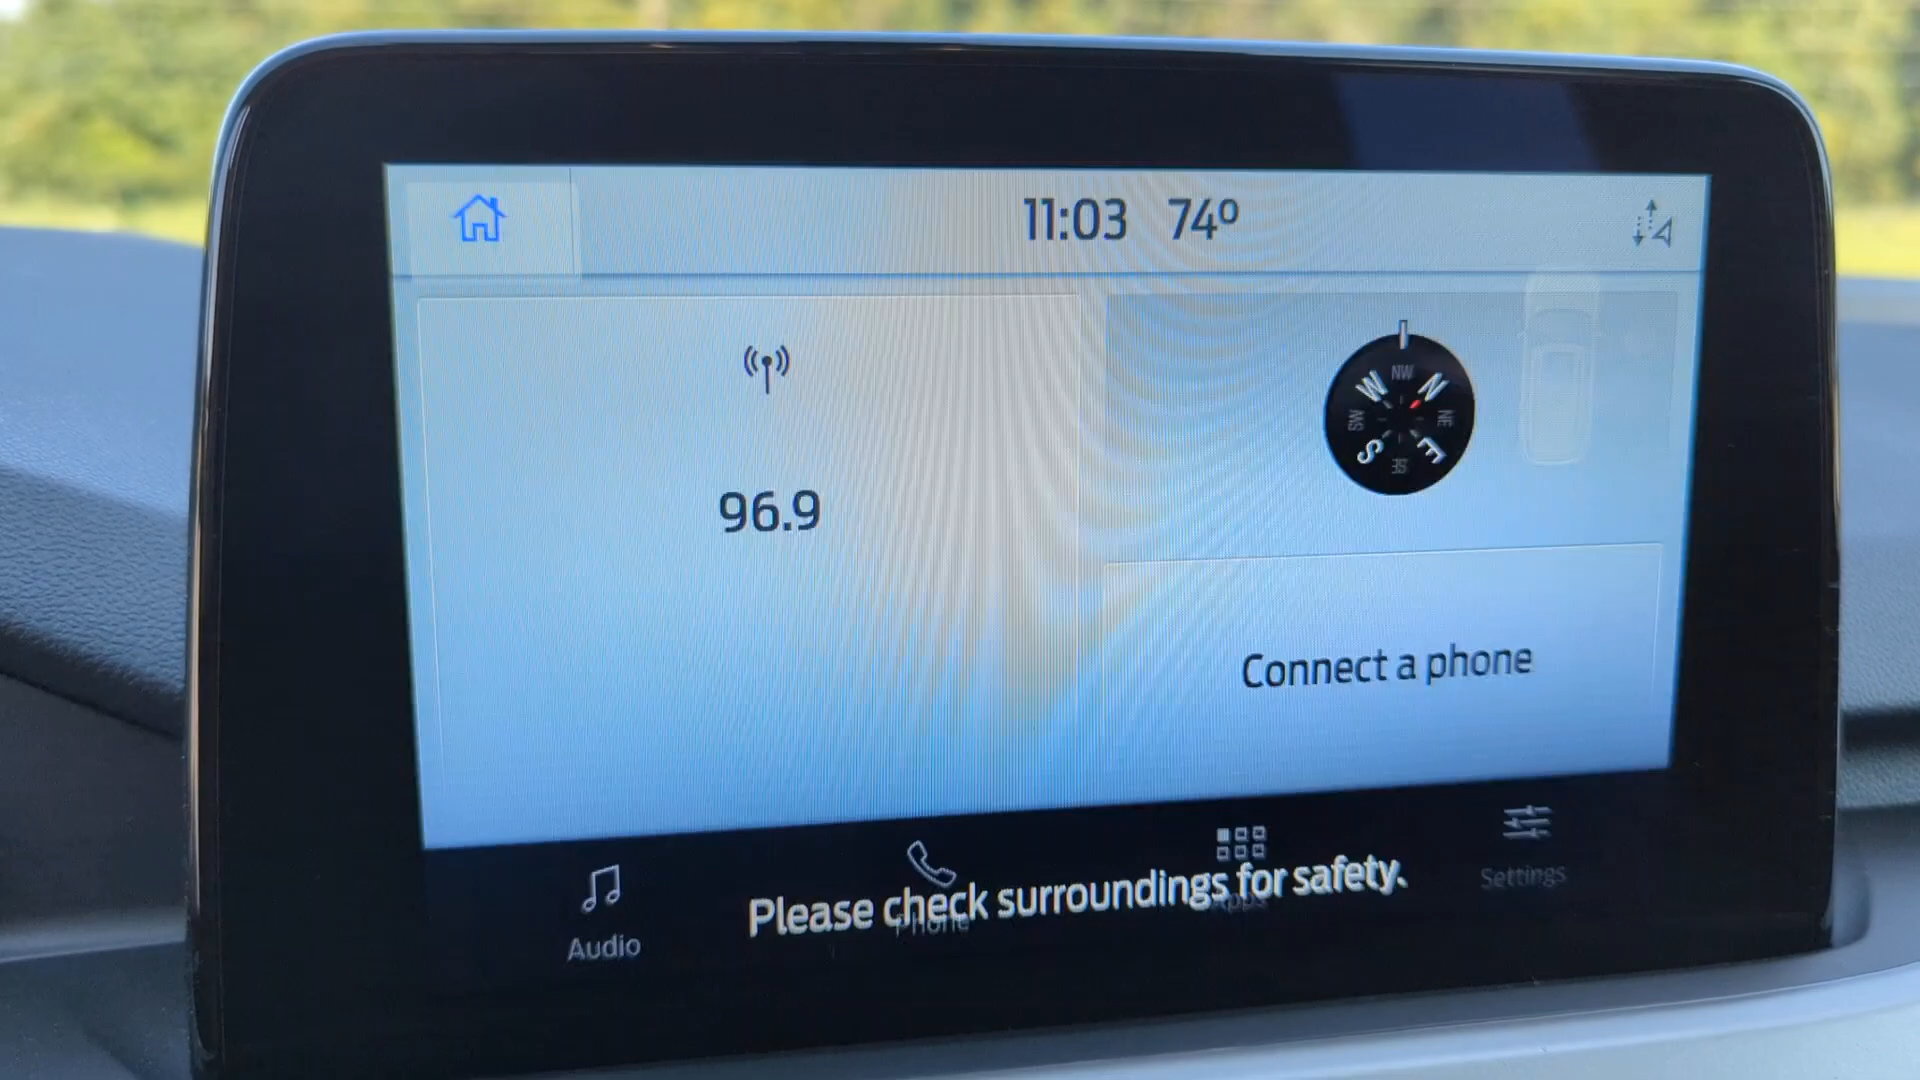 11:03 74°
96.9
NW
W N
SW NE
S E
SE
Connect a phone
Audio
Phone
Apps
Settings
Please check surroundings for safety.